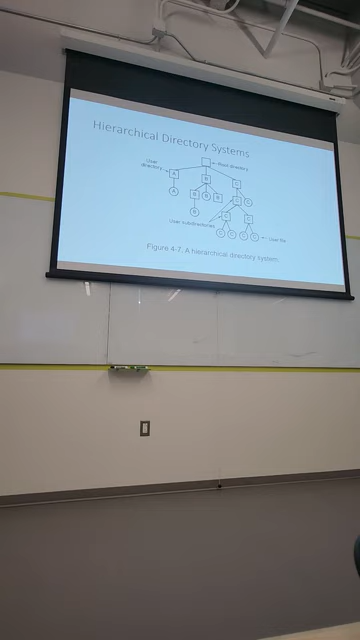 Hierarchical Directory Systems
User
directory
Root directory
A
B
C
A
B
B
B
C
C
B
User subdirectories
C
C
C
C
C
C
User file
Figure 4-7. A hierarchical directory system.